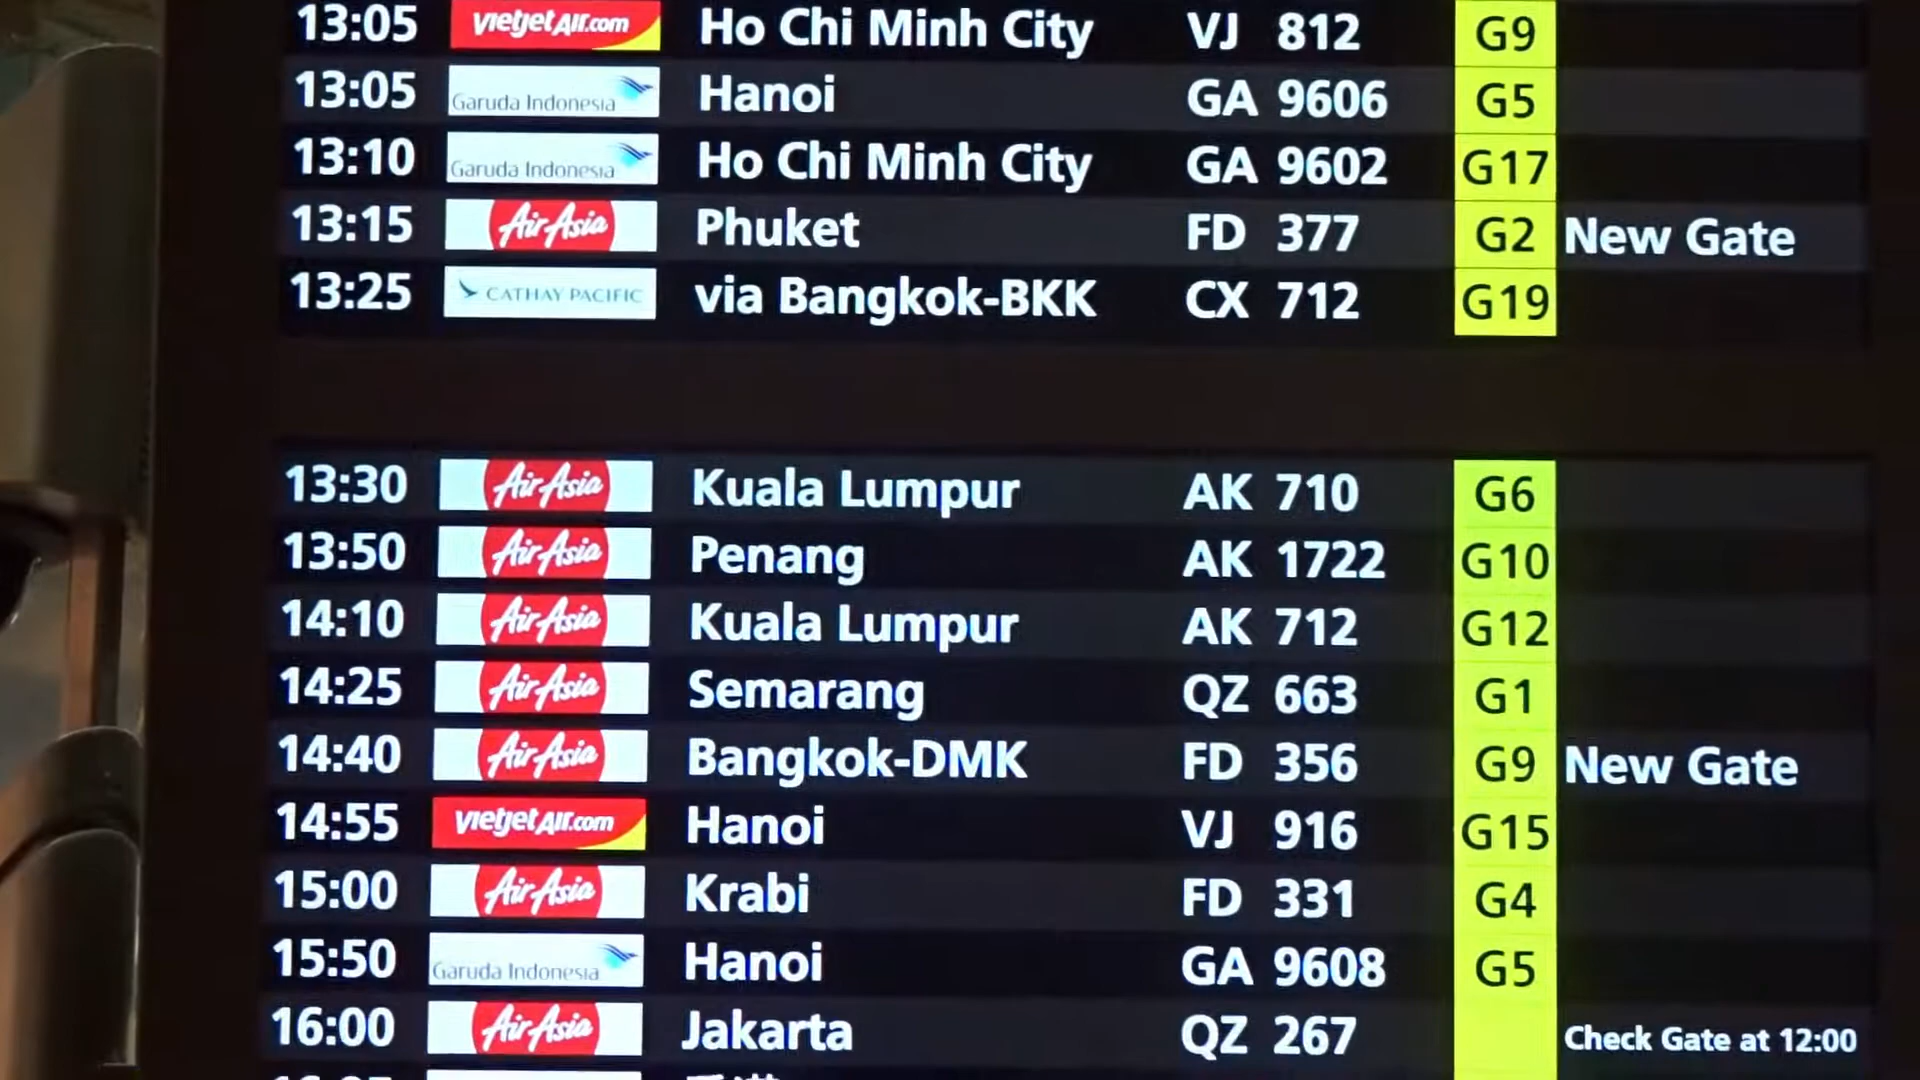 13:05 vietjetAir.com Ho Chi Minh City VJ 812 G9
13:05 Garuda Indonesia Hanoi GA 9606 G5
13:10 Garuda Indonesia Ho Chi Minh City GA 9602 G17
13:15 AirAsia Phuket FD 377 G2 New Gate
13:25 CATHAY PACIFIC via Bangkok-BKK CX 712 G19
13:30 AirAsia Kuala Lumpur AK 710 G6
13:50 AirAsia Penang AK 1722 G10
14:10 AirAsia Kuala Lumpur AK 712 G12
14:25 AirAsia Semarang QZ 663 G1
14:40 AirAsia Bangkok-DMK FD 356 G9 New Gate
14:55 vietjetAir.com Hanoi VJ 916 G15
15:00 AirAsia Krabi FD 331 G4
15:50 Garuda Indonesia Hanoi GA 9608 G5
16:00 AirAsia Jakarta QZ 267 Check Gate at 12:00